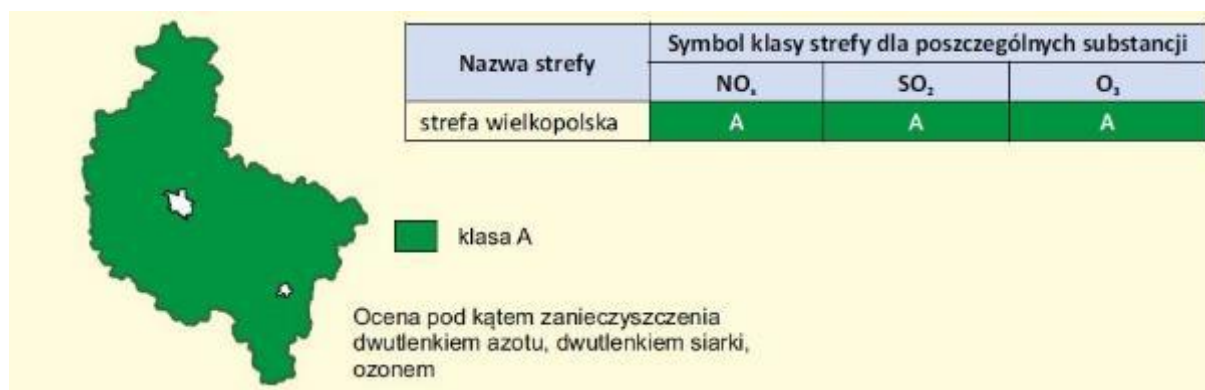 Nazwa strefy
Symbol klasy strefy dla poszczególnych substancji
NOₓ SO₂ O₃
strefa wielkopolska A A A
klasa A
Ocena pod kątem zanieczyszczenia
dwutlenkiem azotu, dwutlenkiem siarki,
ozonem